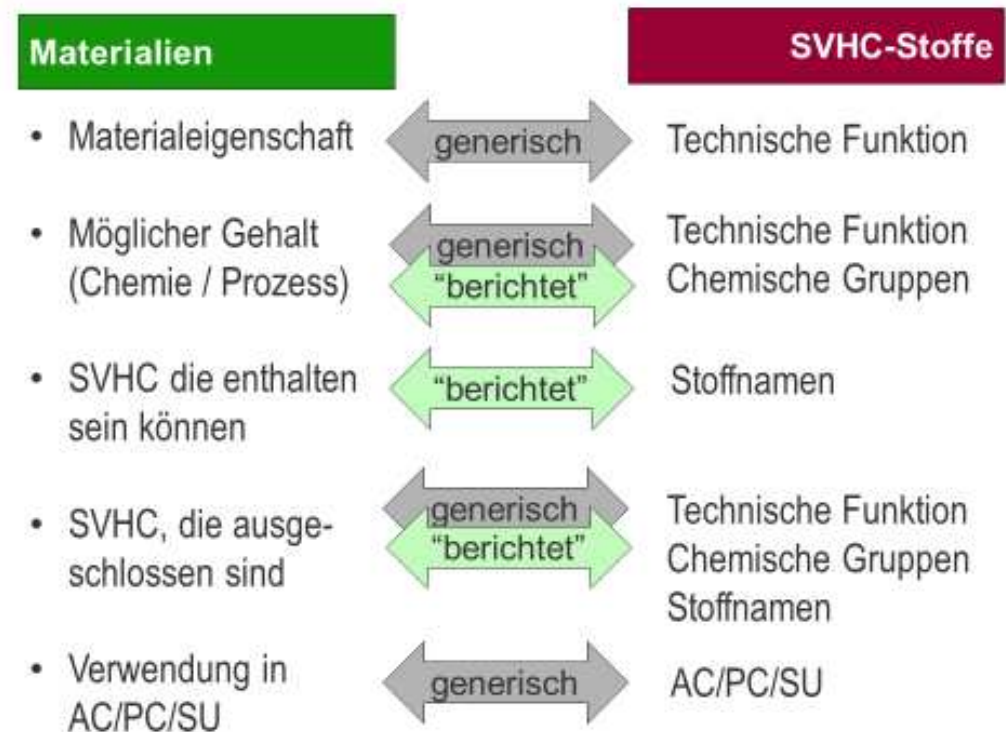 Materialien
SVHC-Stoffe
• Materialeigenschaft
generisch
Technische Funktion
• Möglicher Gehalt
(Chemie / Prozess)
generisch
"berichtet"
Technische Funktion
Chemische Gruppen
• SVHC die enthalten
sein können
"berichtet"
Stoffnamen
• SVHC, die ausge-
schlossen sind
generisch
"berichtet"
Technische Funktion
Chemische Gruppen
Stoffnamen
• Verwendung in
AC/PC/SU
generisch
AC/PC/SU